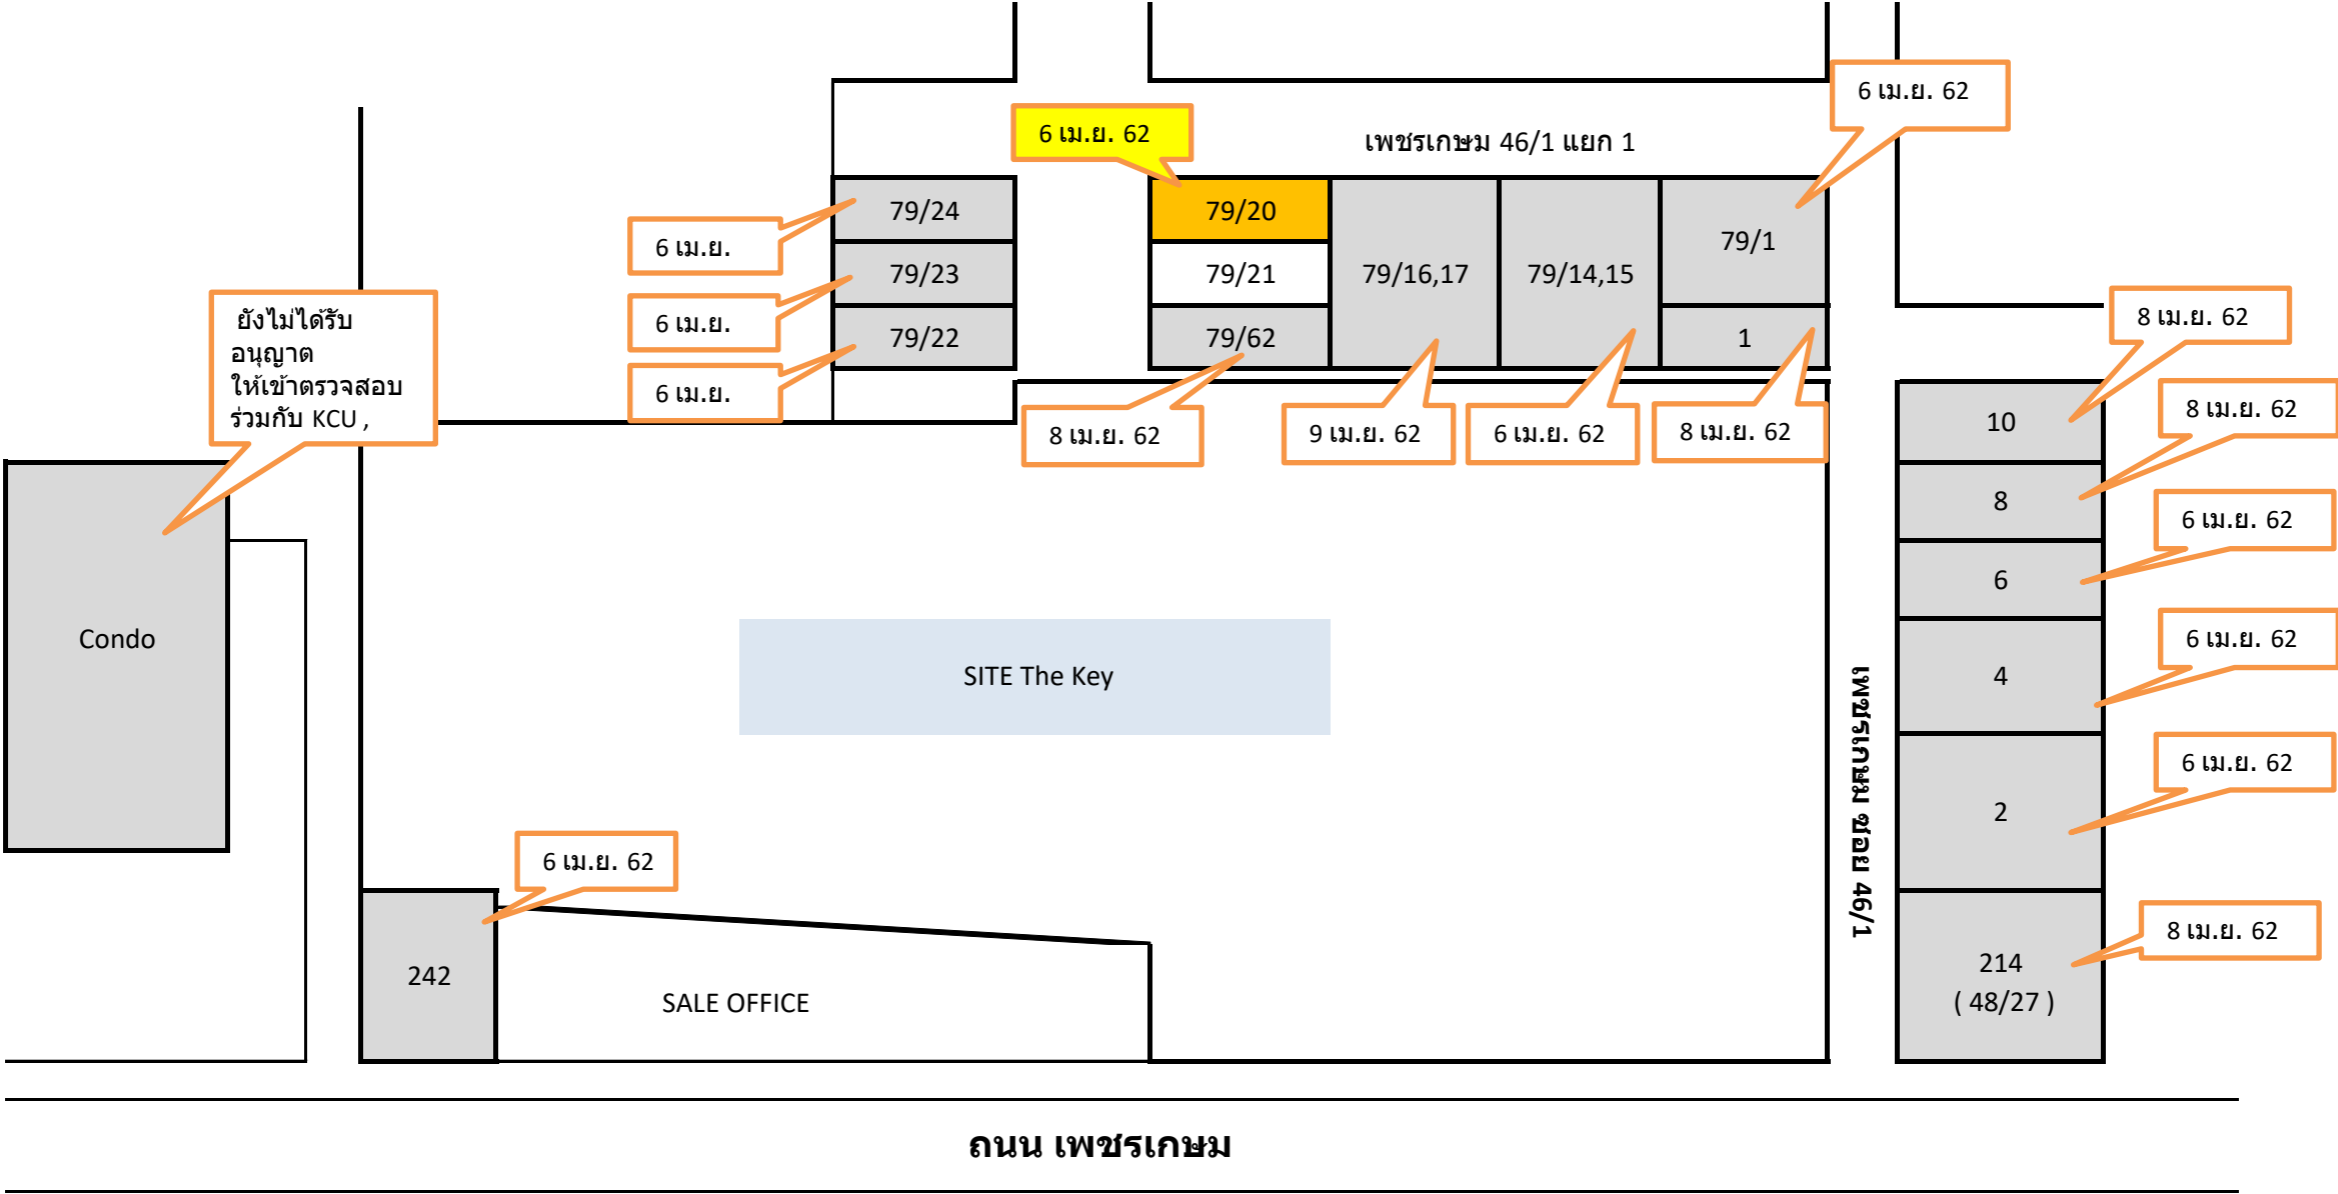 6 เม.ย. 62
6 เม.ย. 62
เพชรเกษม 46/1 แยก 1
79/24
79/20
79/1
6 เม.ย.
79/23
79/21
79/16,17
79/14,15
6 เม.ย.
79/22
79/62
1
6 เม.ย.
ยังไม่ได้รับ
อนุญาต
ให้เข้าตรวจสอบ
ร่วมกับ KCU ,
8 เม.ย. 62
9 เม.ย. 62
6 เม.ย. 62
8 เม.ย. 62
8 เม.ย. 62
10
8 เม.ย. 62
8
6 เม.ย. 62
6
Condo
SITE The Key
6 เม.ย. 62
4
เพชรเกษม ซอย 46/1
6 เม.ย. 62
2
6 เม.ย. 62
242
SALE OFFICE
8 เม.ย. 62
214
( 48/27 )
ถนน เพชรเกษม